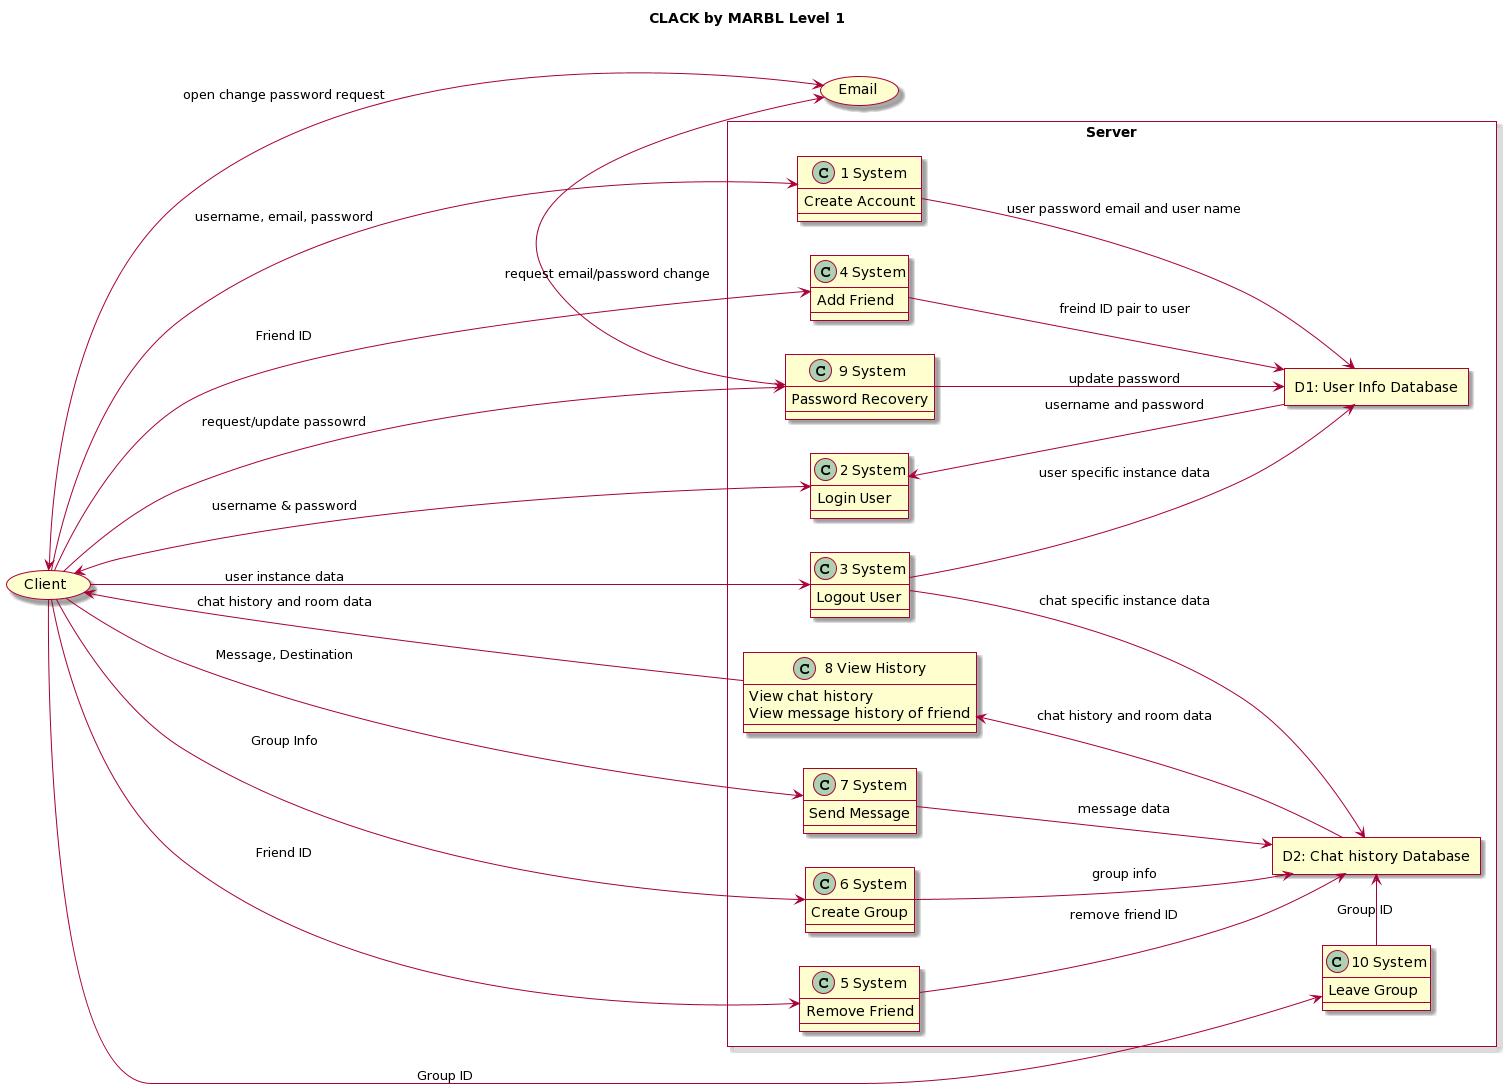 CLACK by MARBL Level 1
open change password request
Email
Server
C 1 System
Create Account
username, email, password
user password email and user name
request email/password change
C 4 System
Add Friend
Friend ID
freind ID pair to user
C 9 System
Password Recovery
request/update passowrd
update password
D1: User Info Database
username and password
C 2 System
Login User
username & password
user specific instance data
C 3 System
Logout User
Client
user instance data
chat history and room data
chat specific instance data
C 8 View History
View chat history
View message history of friend
Message, Destination
chat history and room data
Group Info
C 7 System
Send Message
message data
D2: Chat history Database
Friend ID
C 6 System
Create Group
group info
remove friend ID
Group ID
C 5 System
Remove Friend
C 10 System
Leave Group
Group ID